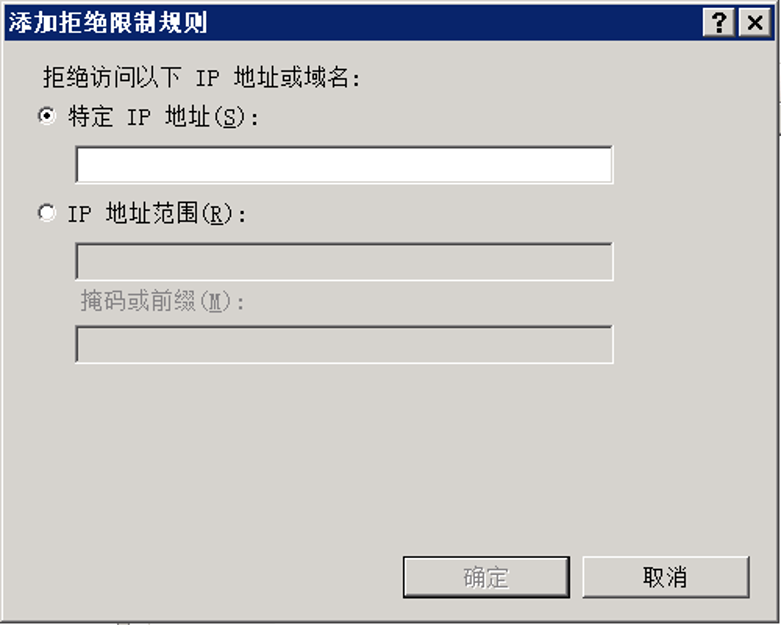 添加拒绝限制规则
拒绝访问以下 IP 地址或域名:
特定 IP 地址(S):
IP 地址范围(R):
掩码或前缀(M):
确定
取消